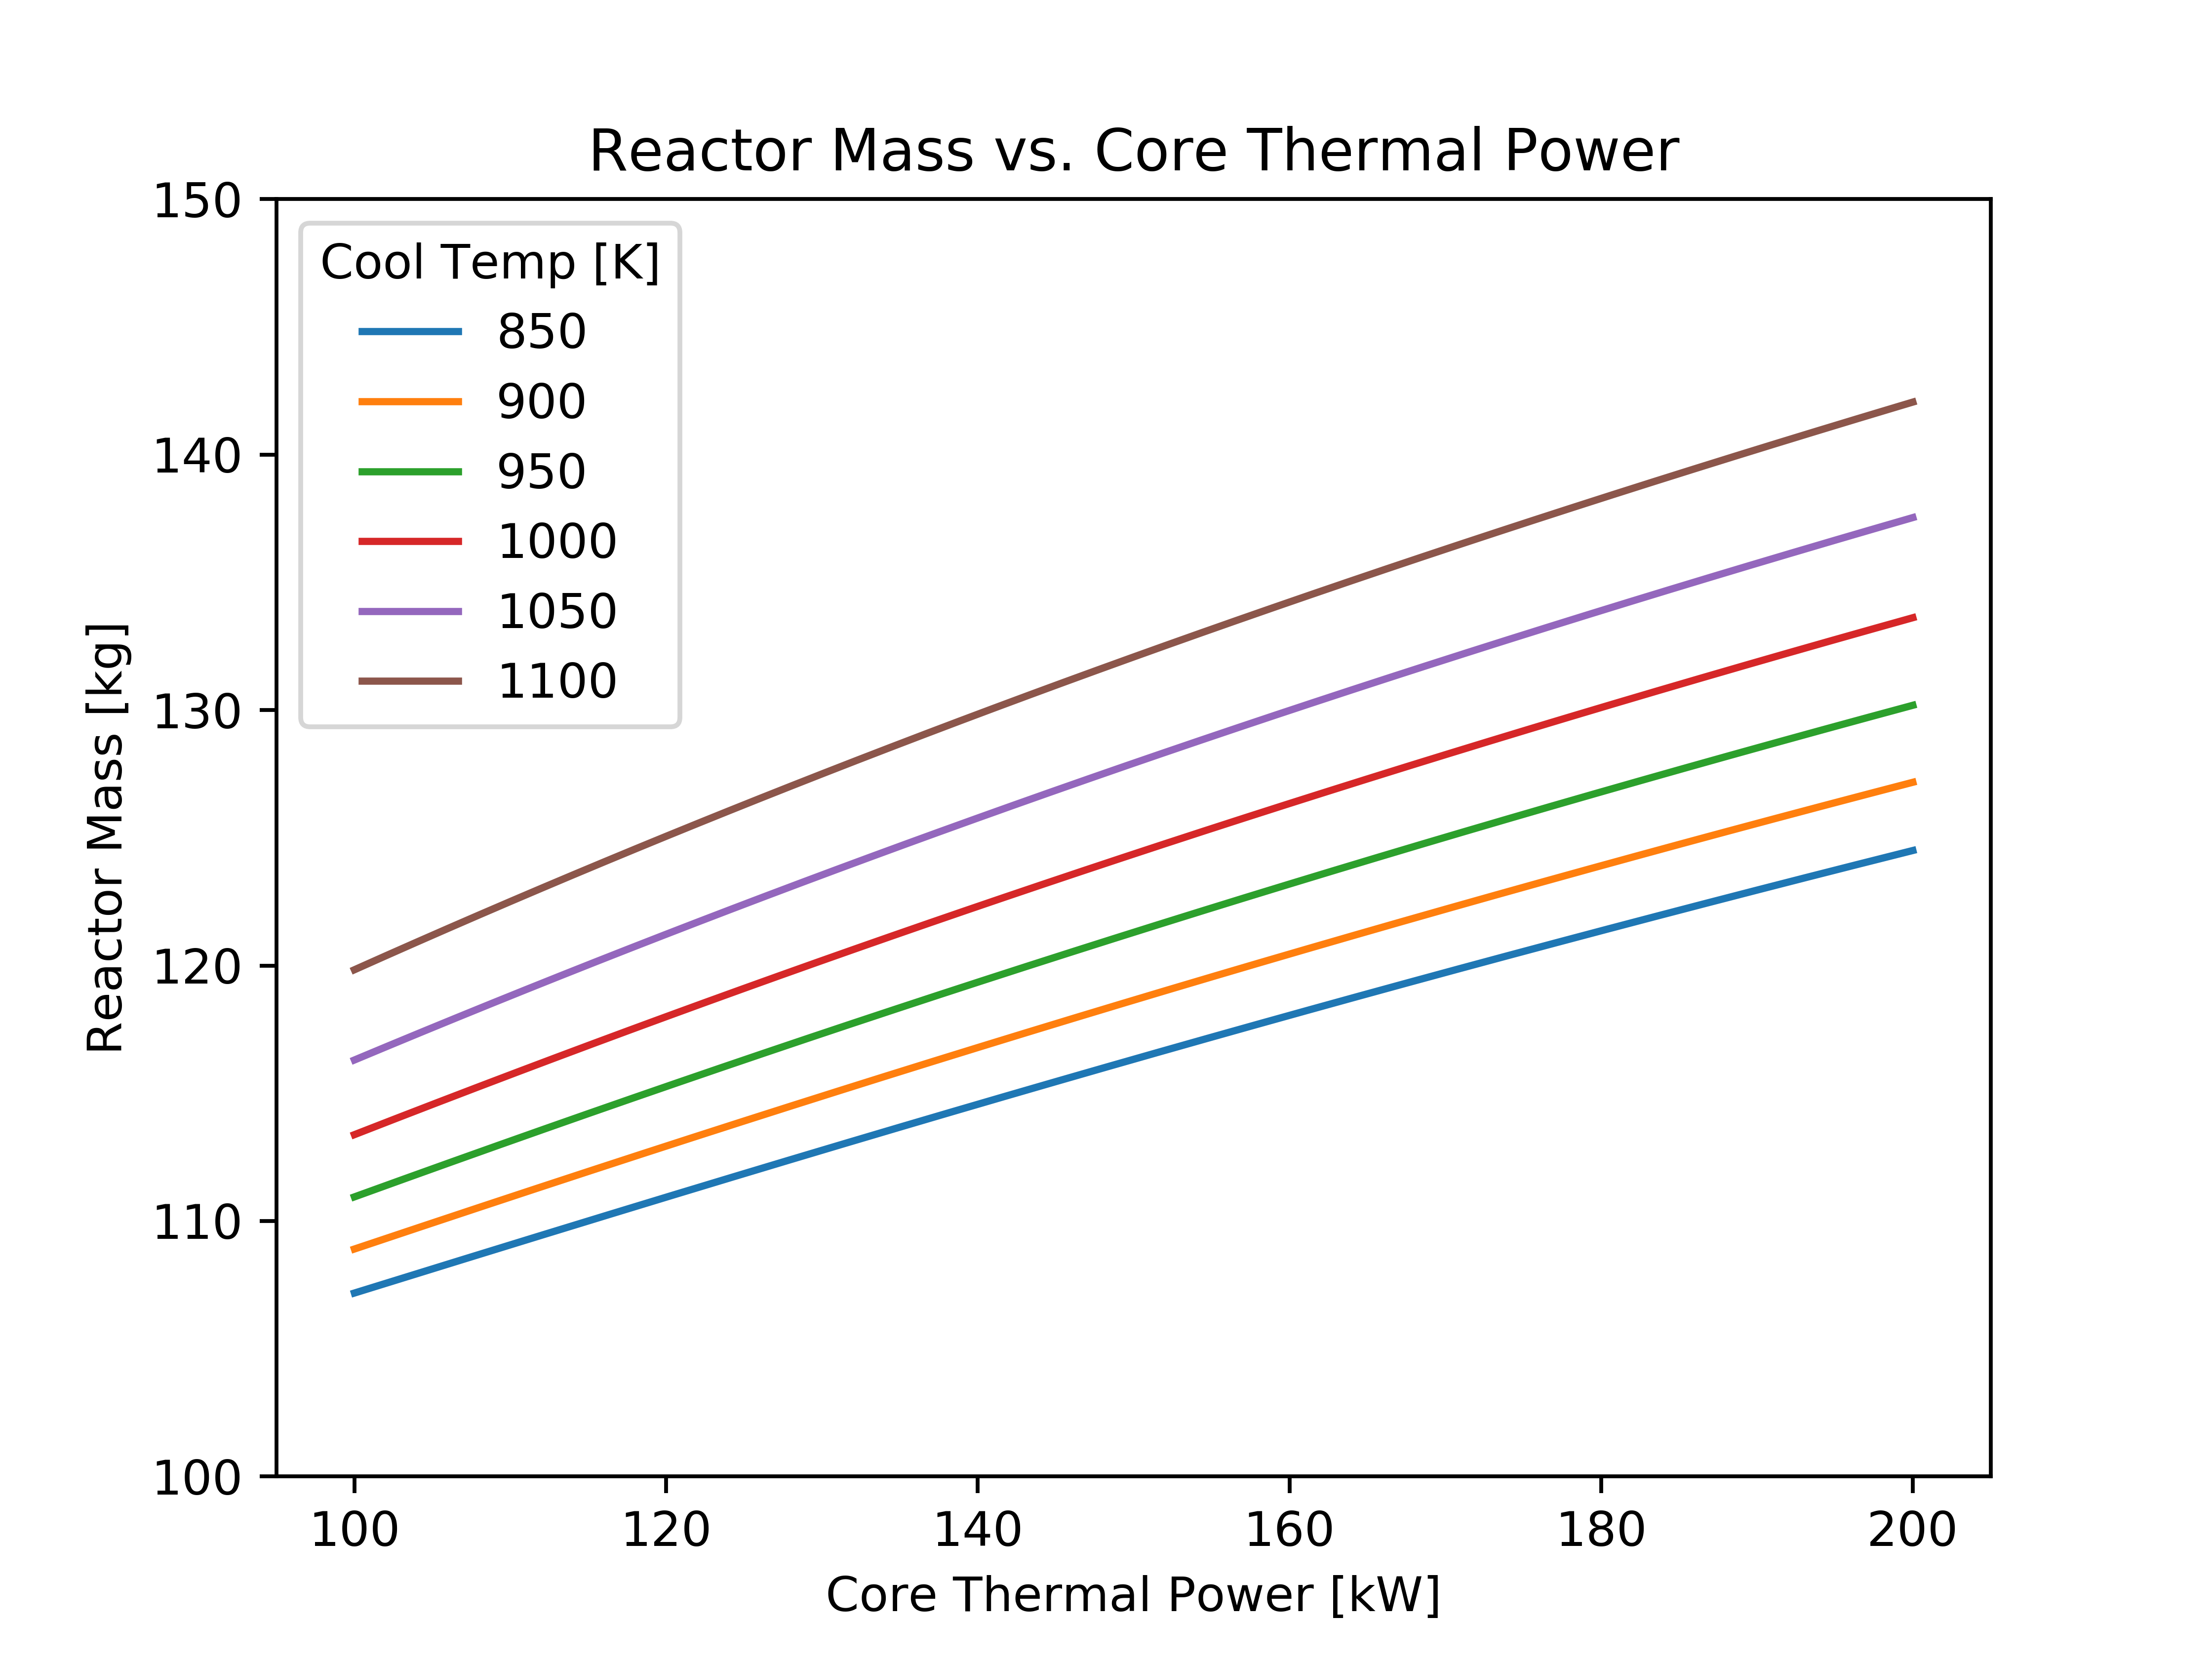 Reactor Mass vs. Core Thermal Power
Cool Temp [K]
850
900
950
1000
1050
1100
Reactor Mass [kg]
150
140
130
120
110
100
100 120 140 160 180 200
Core Thermal Power [kW]